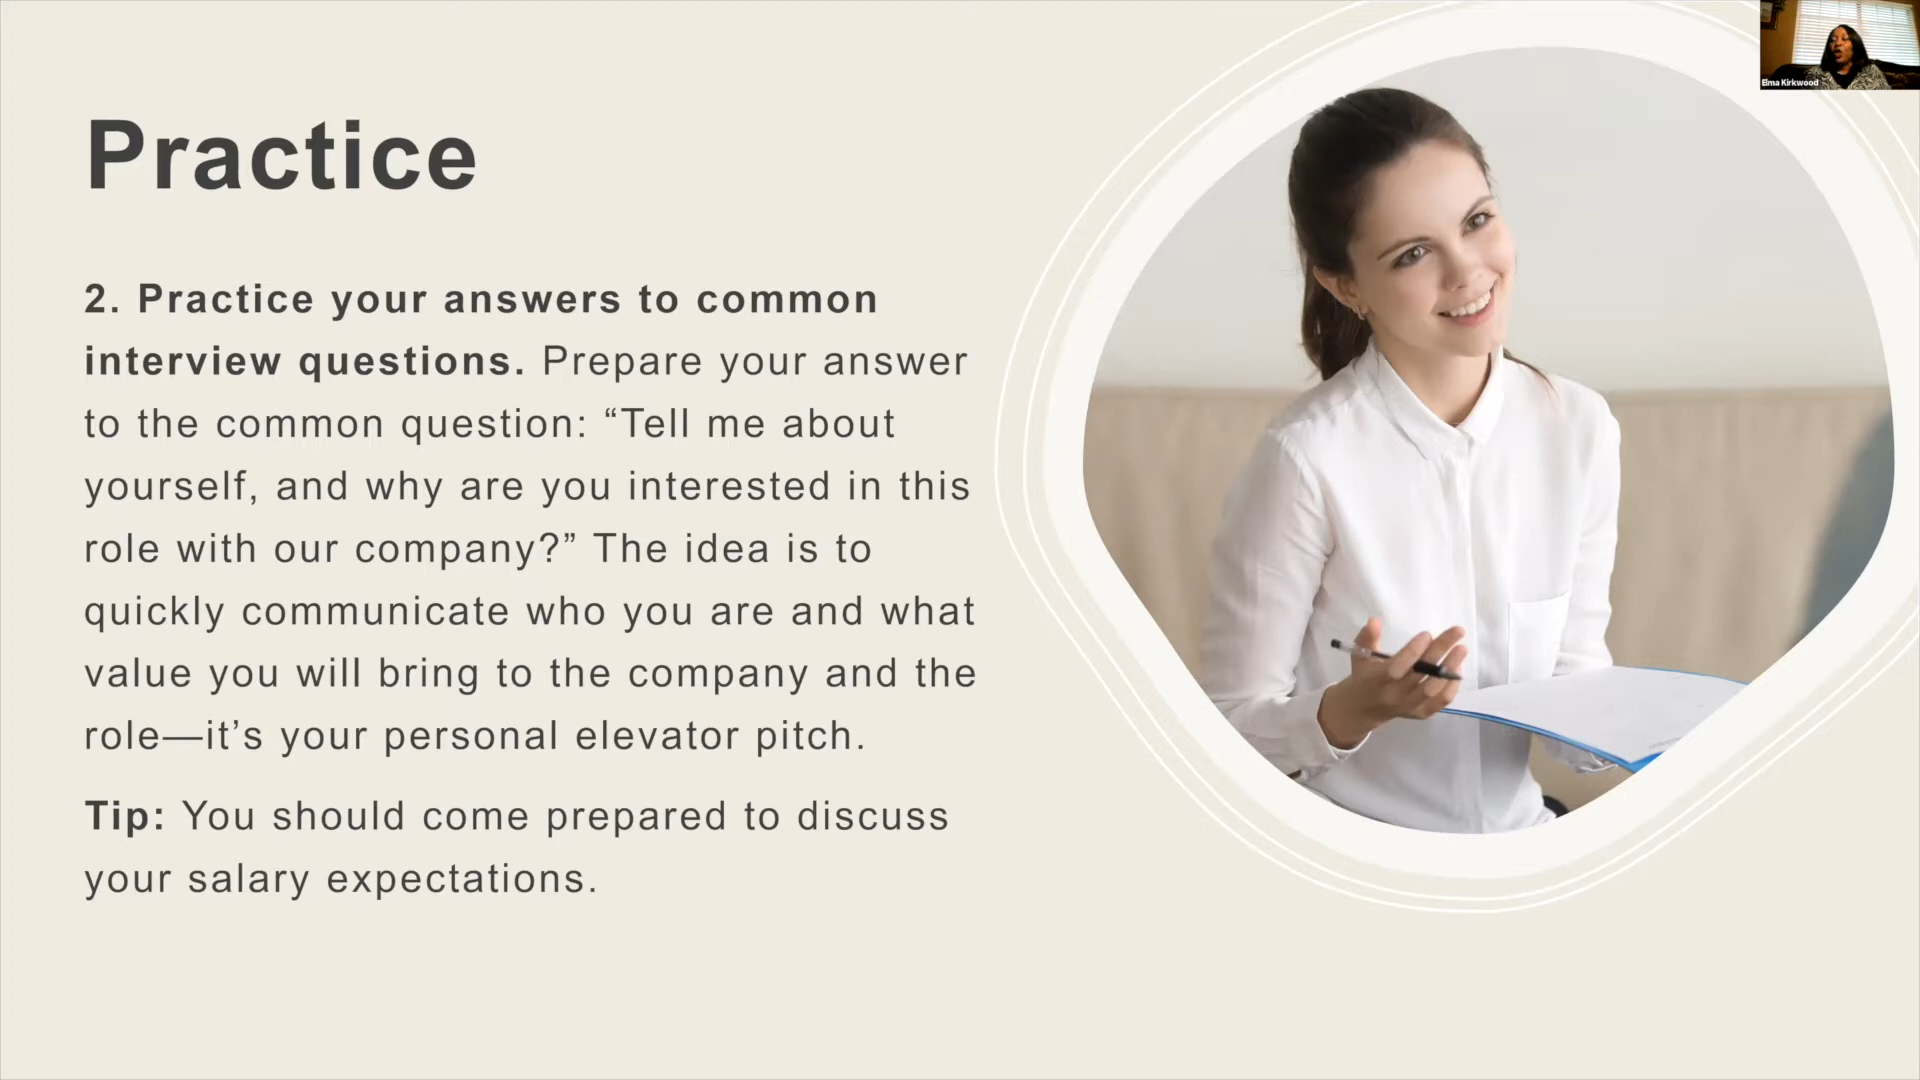 Practice
2. Practice your answers to common
interview questions. Prepare your answer
to the common question: “Tell me about
yourself, and why are you interested in this
role with our company?” The idea is to
quickly communicate who you are and what
value you will bring to the company and the
role—it’s your personal elevator pitch.
Tip: You should come prepared to discuss
your salary expectations.
Elma Kirkwood